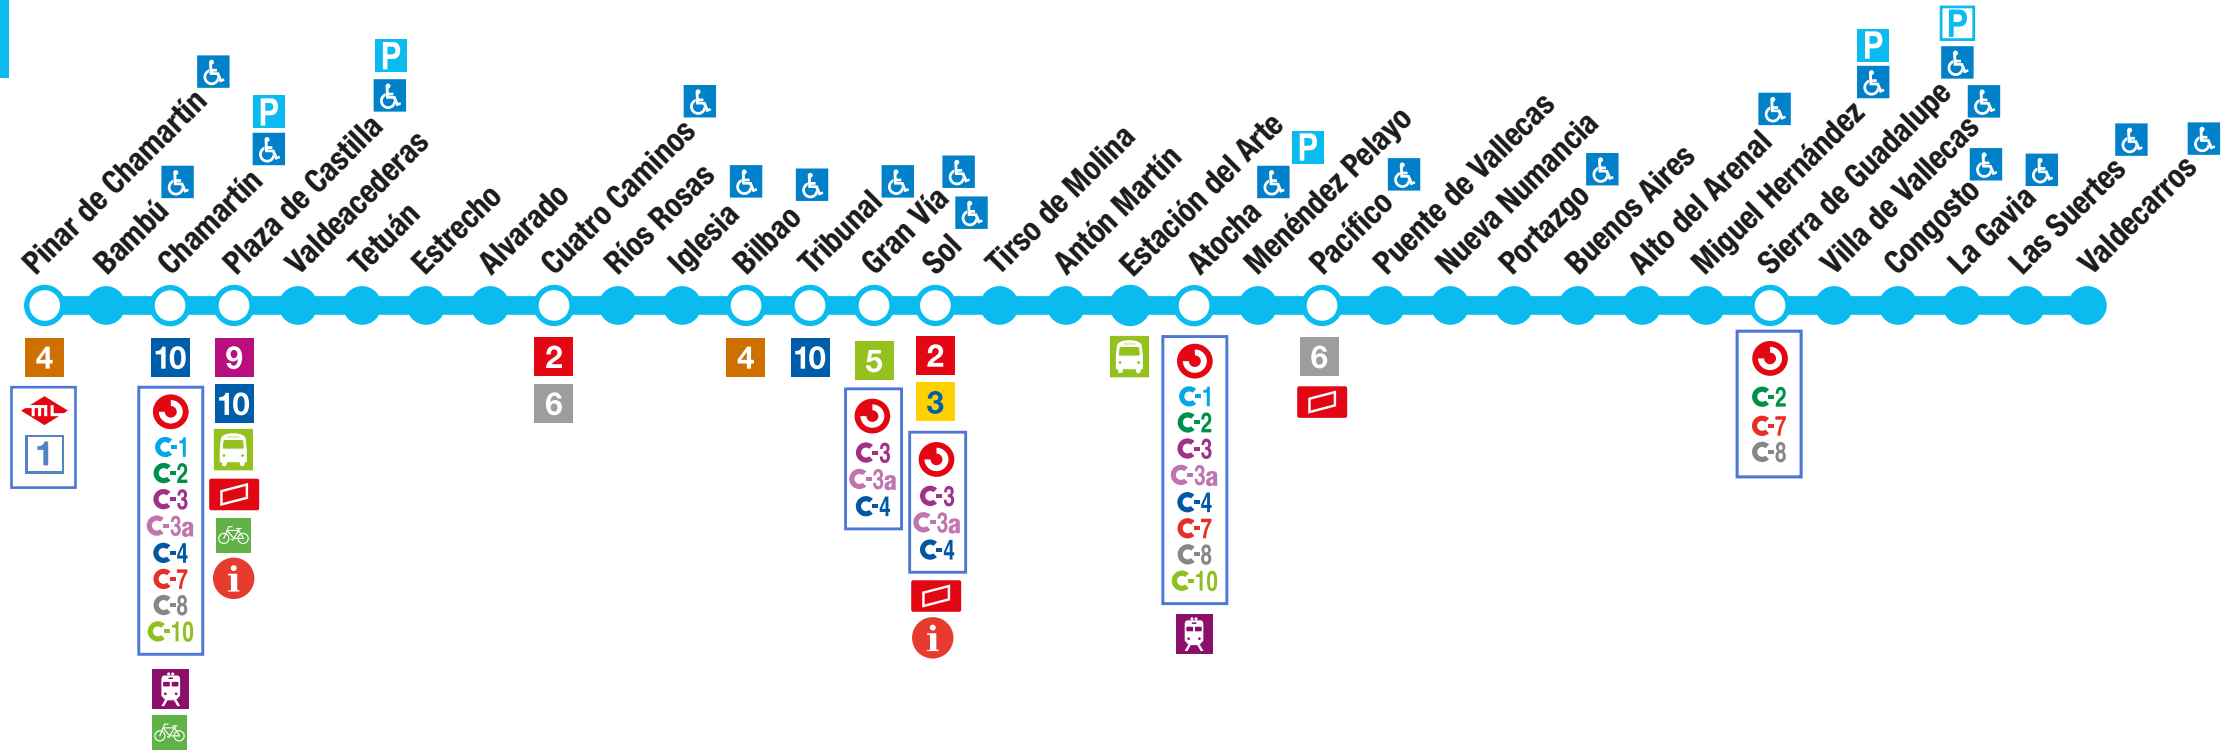 Pinar de Chamartín
Bambú
Chamartín
P
Plaza de Castilla
P
Valdeacederas
Tetuán
Estrecho
Alvarado
Cuatro Caminos
Ríos Rosas
Iglesia
Bilbao
Tribunal
Gran Vía
Sol
Tirso de Molina
Antón Martín
Estación del Arte
Atocha
P
Menéndez Pelayo
Pacífico
Puente de Vallecas
Nueva Numancia
Portazgo
Buenos Aires
Alto del Arenal
Miguel Hernández
P
Sierra de Guadalupe
P
Villa de Vallecas
Congosto
La Gavia
Las Suertes
Valdecarros
4
ML
1
10
C-1
C-2
C-3
C-3a
C-4
C-7
C-8
C-10
9
10
i
2
6
4
10
5
C-3
C-3a
C-4
2
3
C-3
C-3a
C-4
i
C-1
C-2
C-3
C-3a
C-4
C-7
C-8
C-10
6
C-2
C-7
C-8